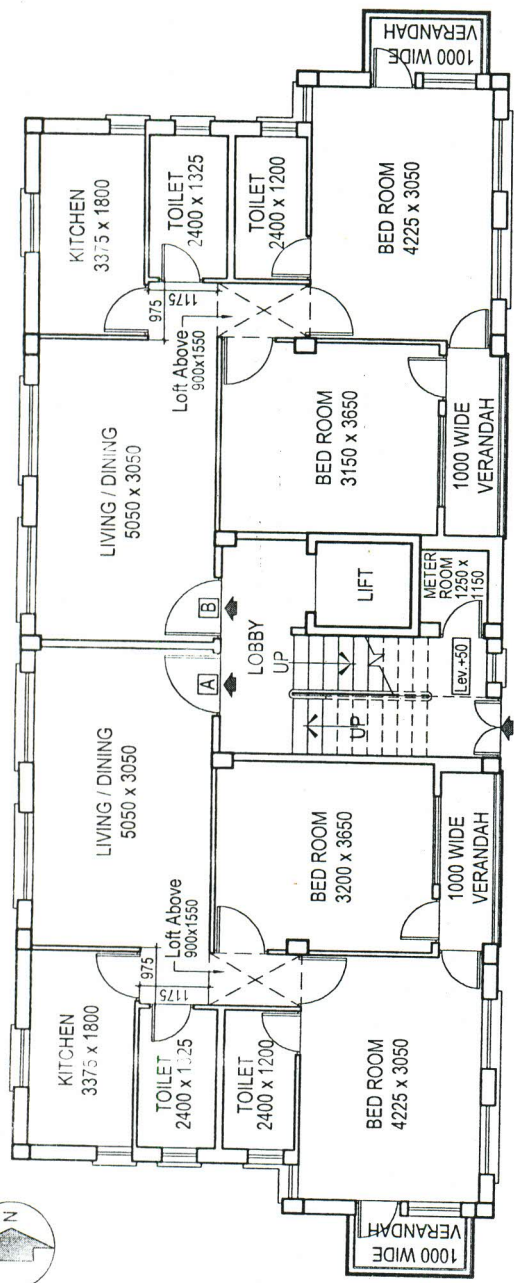 N
KITCHEN
3375 x 1800
TOILET
2400 x 1325
TOILET
2400 x 1200
BED ROOM
4225 x 3050
1000 WIDE
VERANDAH
975
1175
Loft Above
900x1550
LIVING / DINING
5050 x 3050
BED ROOM
3200 x 3650
1000 WIDE
VERANDAH
A
B
LOBBY
UP
UP
LIFT
METER
ROOM
1250 x
1150
Lev.+50
LIVING / DINING
5050 x 3050
BED ROOM
3150 x 3650
1000 WIDE
VERANDAH
975
1175
Loft Above
900x1550
KITCHEN
3375 x 1800
TOILET
2400 x 1325
TOILET
2400 x 1200
BED ROOM
4225 x 3050
1000 WIDE
VERANDAH